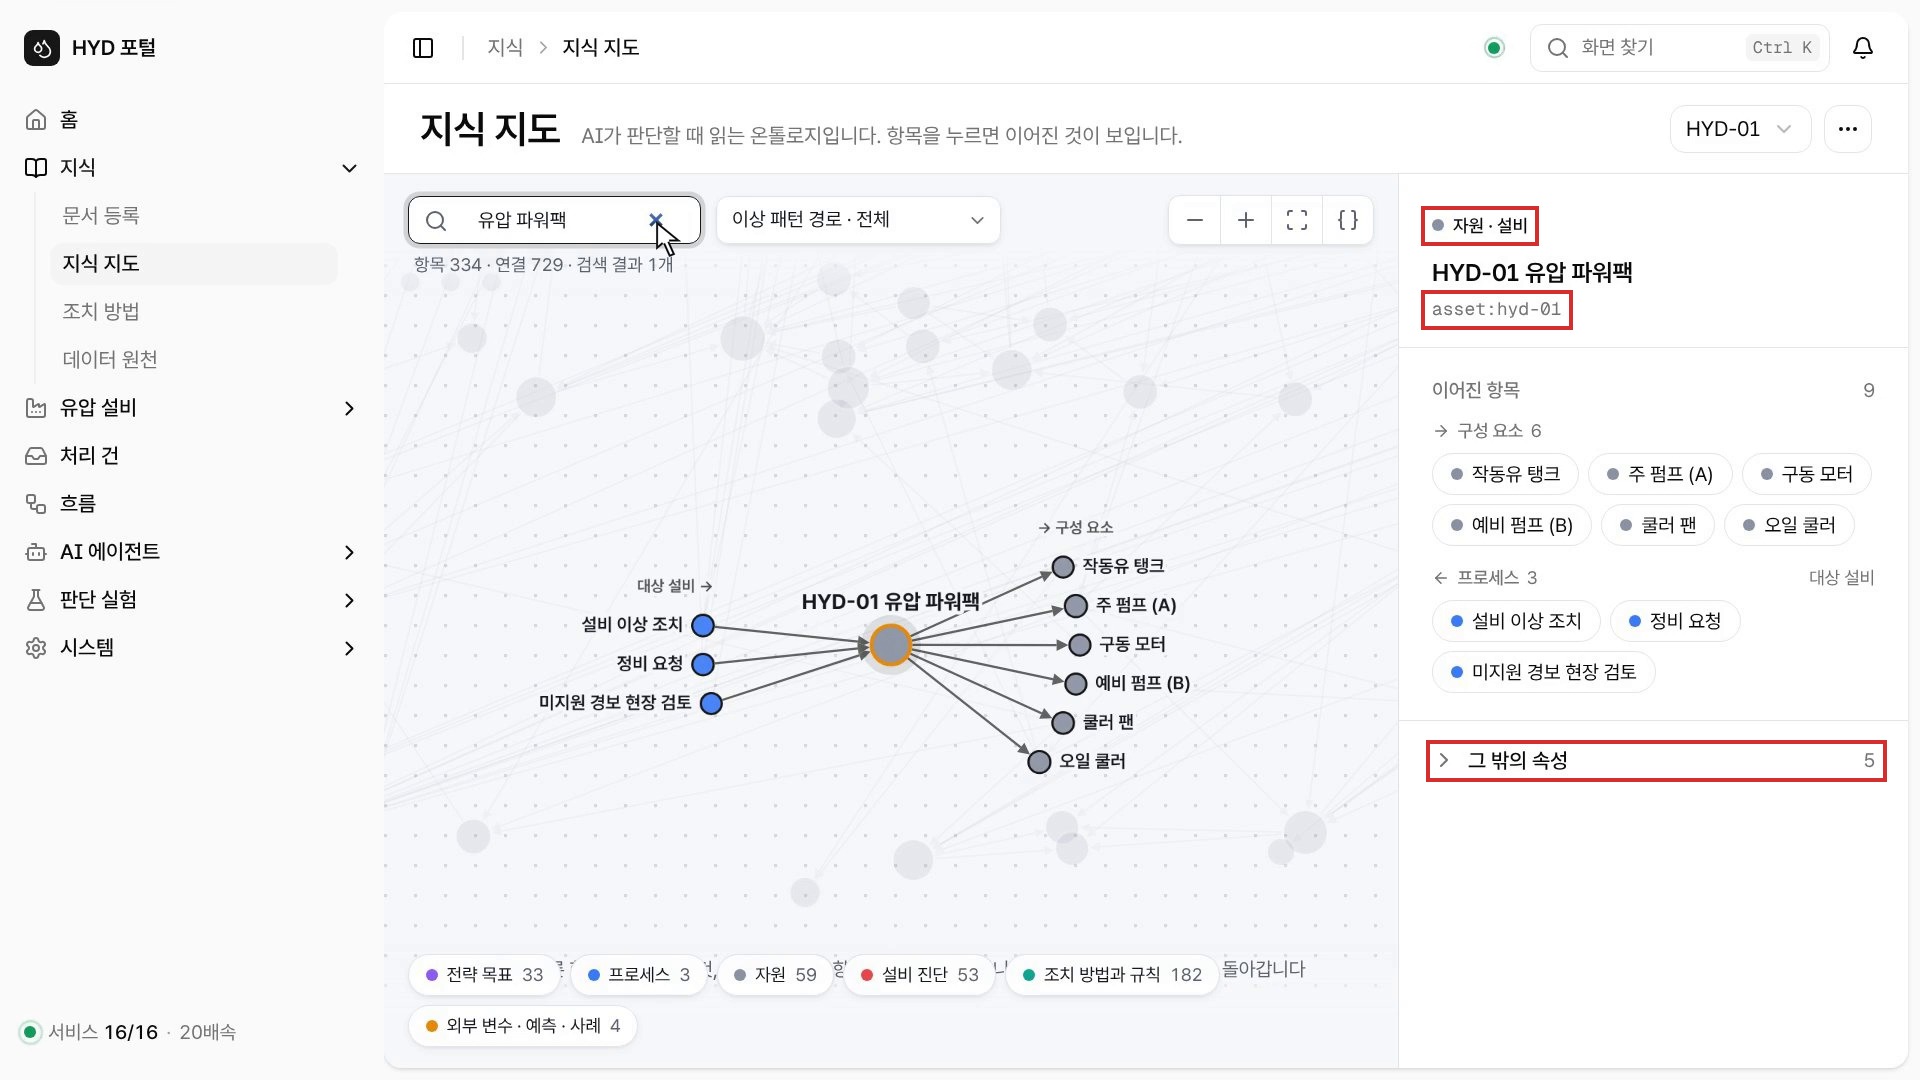 HYD 포털
홈
지식
문서 등록
지식 지도
조치 방법
데이터 원천
유압 설비
처리 건
흐름
AI 에이전트
판단 실험
시스템
서비스 16/16 · 20배속
지식 > 지식 지도
화면 찾기 Ctrl K
지식 지도 AI가 판단할 때 읽는 온톨로지입니다. 항목을 누르면 이어진 것이 보입니다.
HYD-01
유압 파워팩
이상 패턴 경로 · 전체
항목 334 · 연결 729 · 검색 결과 1개
→ 구성 요소
대상 설비 →
HYD-01 유압 파워팩
설비 이상 조치
정비 요청
미지원 경보 현장 검토
작동유 탱크
주 펌프 (A)
구동 모터
예비 펌프 (B)
쿨러 팬
오일 쿨러
전략 목표 33
프로세스 3
자원 59
설비 진단 53
조치 방법과 규칙 182
돌아갑니다
외부 변수 · 예측 · 사례 4
자원 · 설비
HYD-01 유압 파워팩
asset:hyd-01
이어진 항목 9
→ 구성 요소 6
작동유 탱크
주 펌프 (A)
구동 모터
예비 펌프 (B)
쿨러 팬
오일 쿨러
← 프로세스 3 대상 설비
설비 이상 조치
정비 요청
미지원 경보 현장 검토
> 그 밖의 속성 5